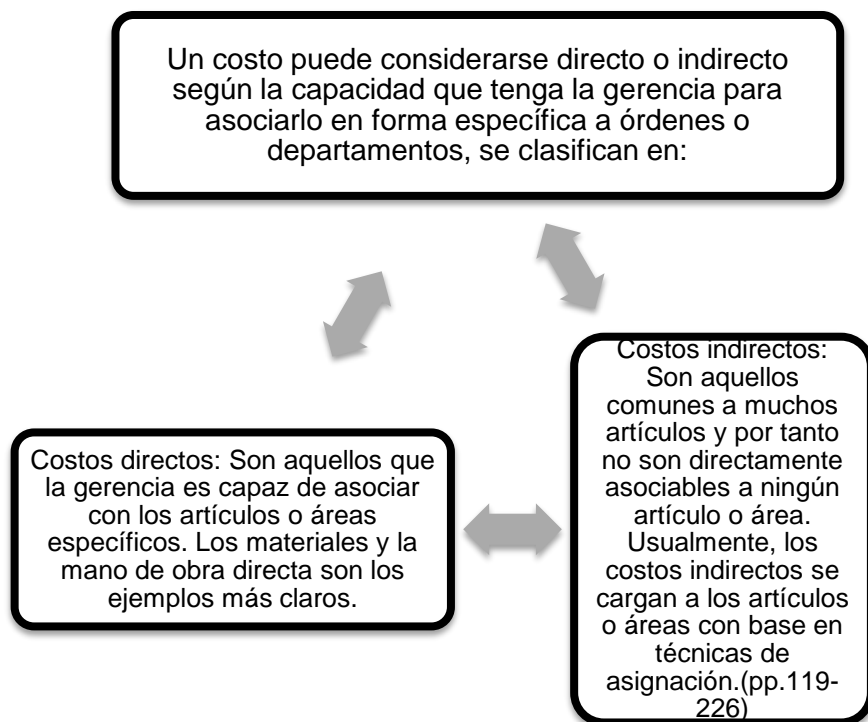 Un costo puede considerarse directo o indirecto
según la capacidad que tenga la gerencia para
asociarlo en forma específica a órdenes o
departamentos, se clasifican en:
Costos directos: Son aquellos que
la gerencia es capaz de asociar
con los artículos o áreas
específicos. Los materiales y la
mano de obra directa son los
ejemplos más claros.
Costos indirectos:
Son aquellos
comunes a muchos
artículos y por tanto
no son directamente
asociables a ningún
artículo o área.
Usualmente, los
costos indirectos se
cargan a los artículos
o áreas con base en
técnicas de
asignación.(pp.119-
226)